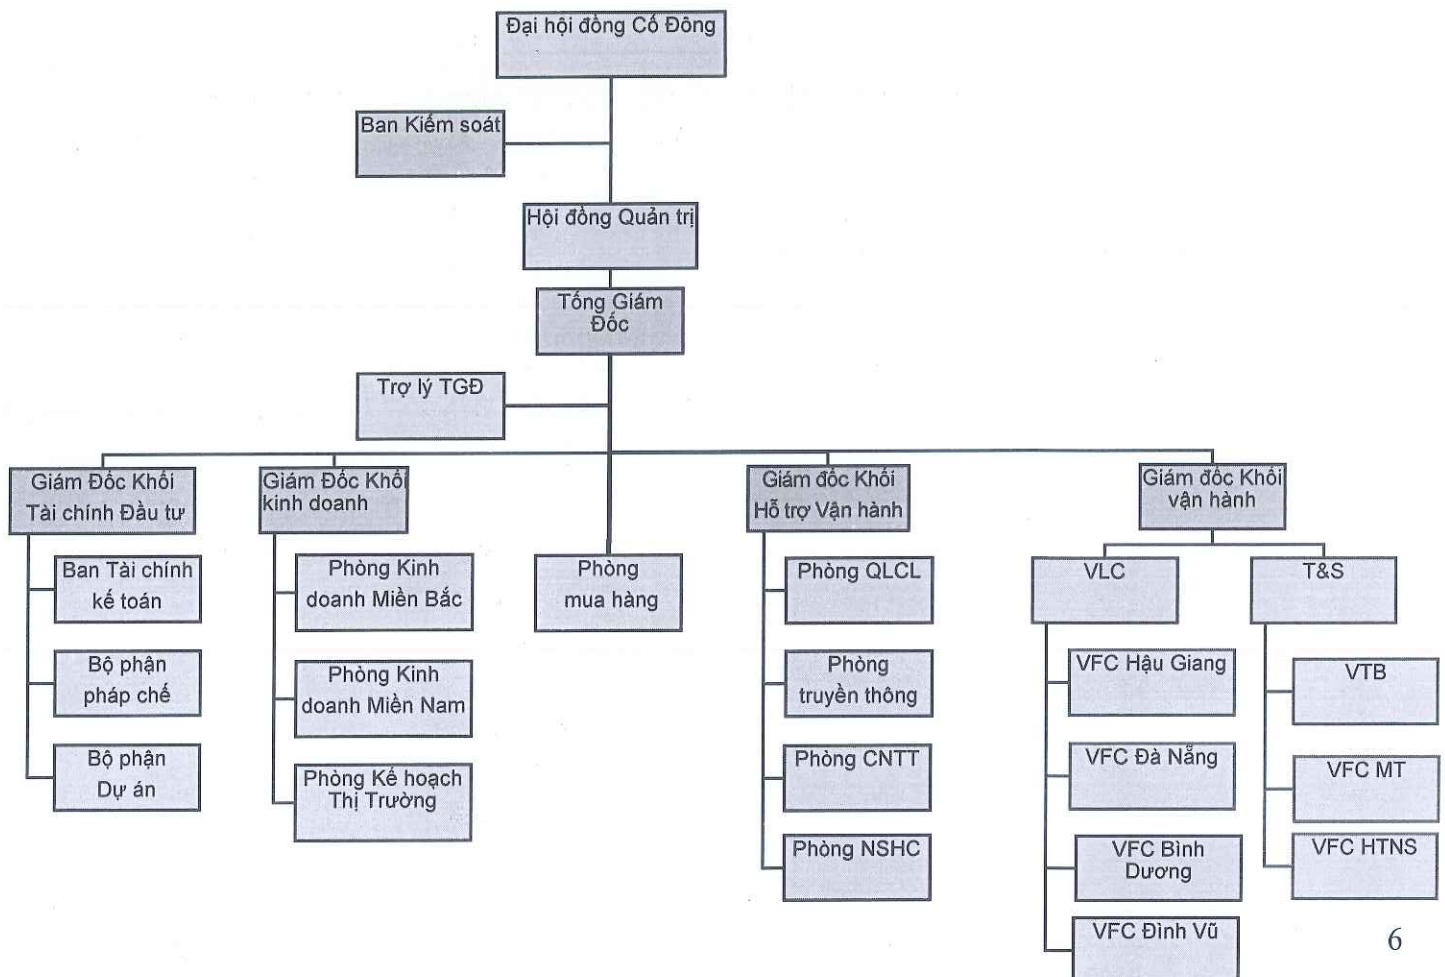 Đại hội đồng Cổ Đông
Ban Kiểm soát
Hội đồng Quản trị
Tổng Giám
Đốc
Trợ lý TGĐ
Giám Đốc Khối
Tài chính Đầu tư
Giám Đốc Khối
kinh doanh
Giám đốc Khối
Hỗ trợ Vận hành
Giám đốc Khối
vận hành
Ban Tài chính
kế toán
Bộ phận
pháp chế
Bộ phận
Dự án
Phòng Kinh
doanh Miền Bắc
Phòng Kinh
doanh Miền Nam
Phòng Kế hoạch
Thị Trường
Phòng
mua hàng
Phòng QLCL
Phòng
truyền thông
Phòng CNTT
Phòng NSHC
VLC
VFC Hậu Giang
VFC Đà Nẵng
VFC Bình
Dương
VFC Đình Vũ
T&S
VTB
VFC MT
VFC HTNS
6